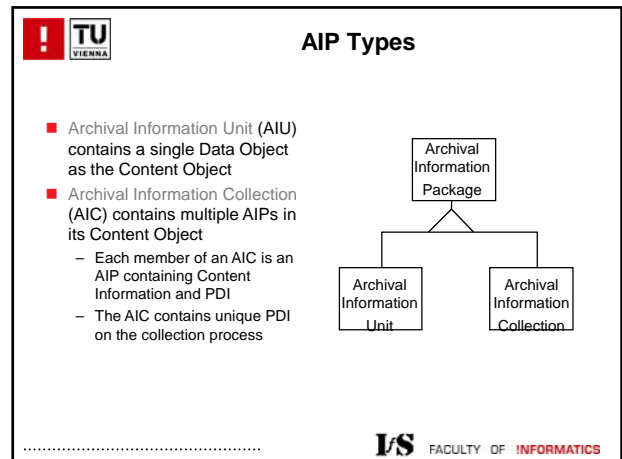 !
TU
VIENNA
AIP Types
Archival Information Unit (AIU)
contains a single Data Object
as the Content Object
Archival Information Collection
(AIC) contains multiple AIPs in
its Content Object
– Each member of an AIC is an
AIP containing Content
Information and PDI
– The AIC contains unique PDI
on the collection process
Archival
Information
Package
Archival
Information
Unit
Archival
Information
Collection
IfS FACULTY OF !NFORMATICS